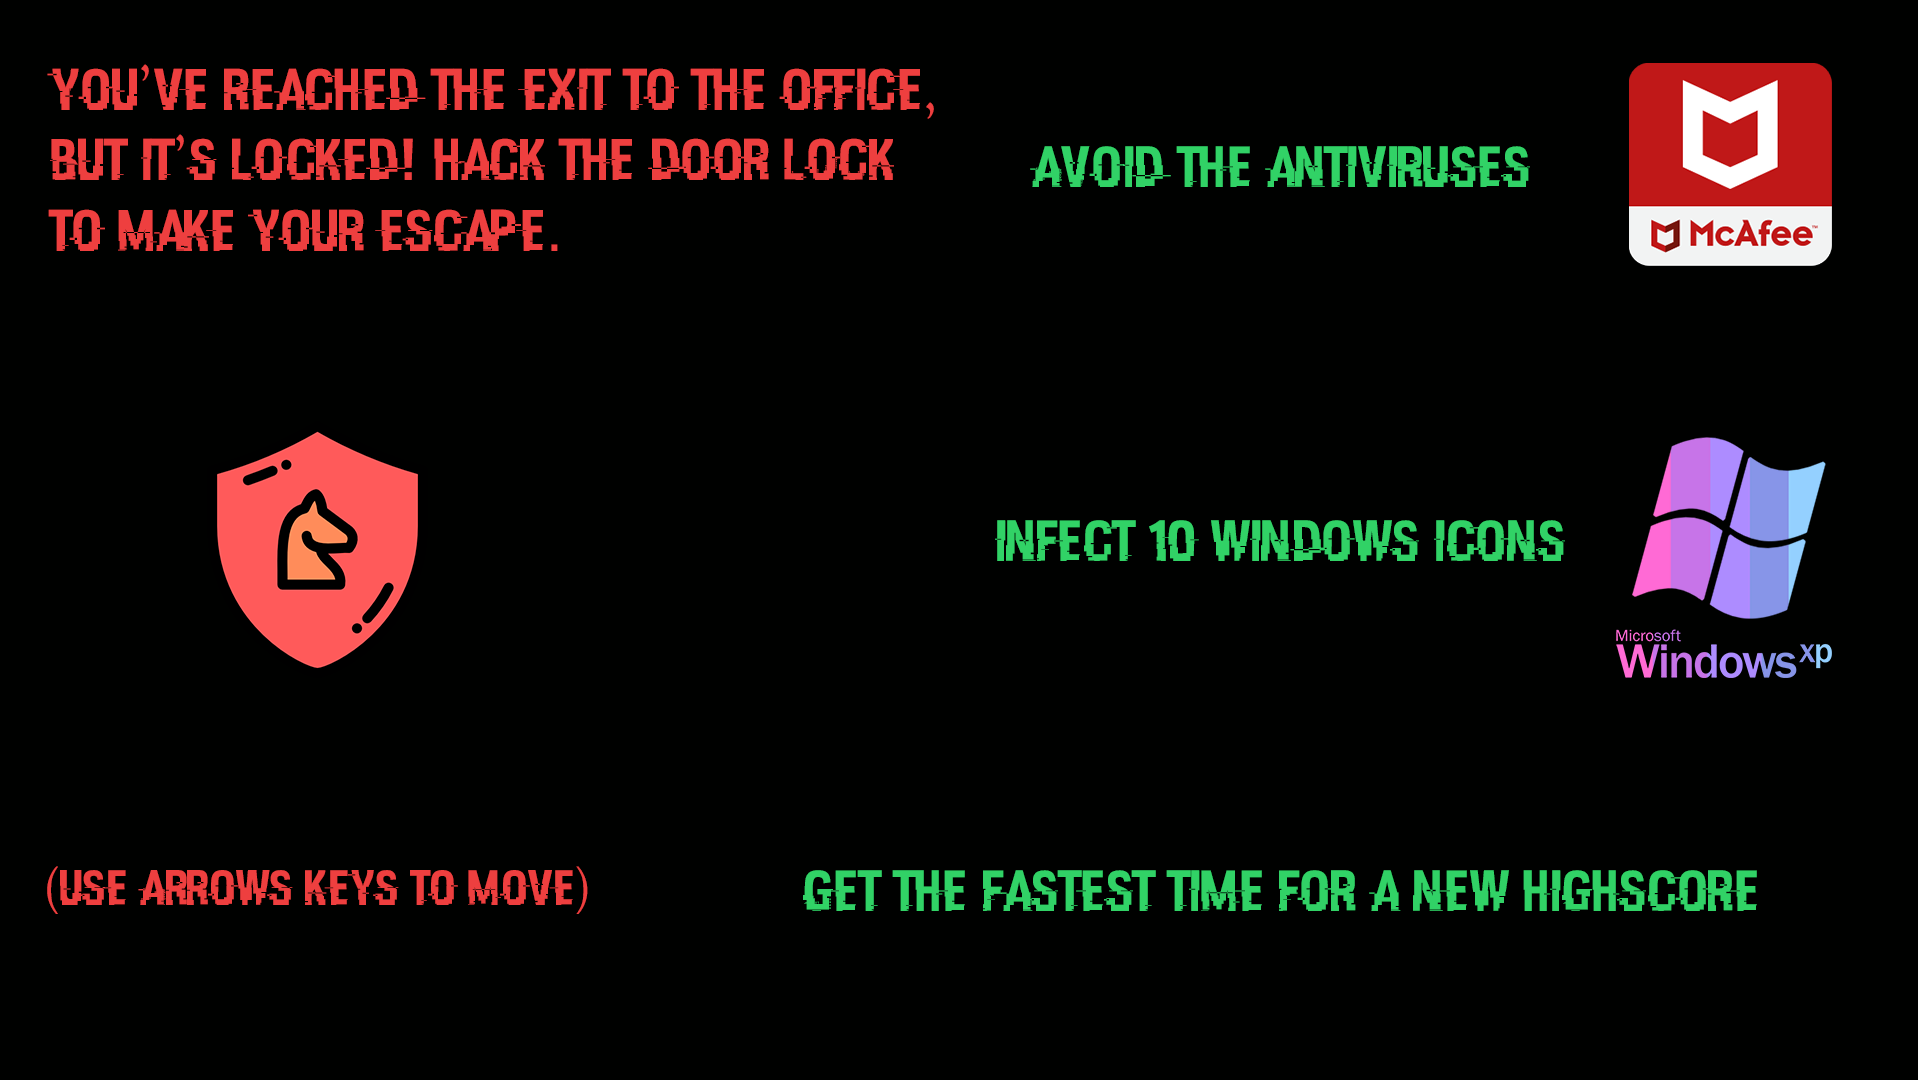 YOU'VE REACHED THE EXIT TO THE OFFICE,
BUT IT'S LOCKED! HACK THE DOOR LOCK
TO MAKE YOUR ESCAPE.
AVOID THE ANTIVIRUSES
McAfee™
INFECT 10 WINDOWS ICONS
Microsoft
Windows xp
(USE ARROWS KEYS TO MOVE)
GET THE FASTEST TIME FOR A NEW HIGHSCORE